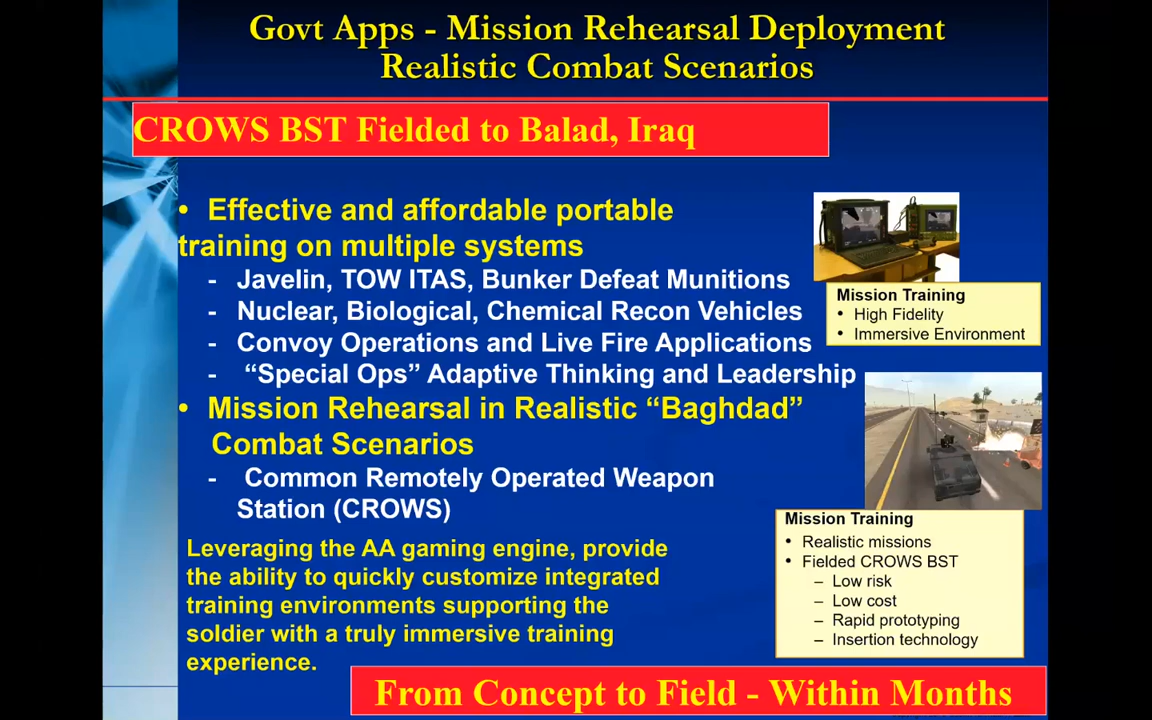 Govt Apps - Mission Rehearsal Deployment
Realistic Combat Scenarios
CROWS BST Fielded to Balad, Iraq
• Effective and affordable portable
training on multiple systems
- Javelin, TOW ITAS, Bunker Defeat Munitions
- Nuclear, Biological, Chemical Recon Vehicles
- Convoy Operations and Live Fire Applications
- “Special Ops” Adaptive Thinking and Leadership
• Mission Rehearsal in Realistic “Baghdad”
Combat Scenarios
- Common Remotely Operated Weapon
Station (CROWS)
Leveraging the AA gaming engine, provide
the ability to quickly customize integrated
training environments supporting the
soldier with a truly immersive training
experience.
Mission Training
• High Fidelity
• Immersive Environment
Mission Training
• Realistic missions
• Fielded CROWS BST
– Low risk
– Low cost
– Rapid prototyping
– Insertion technology
From Concept to Field - Within Months